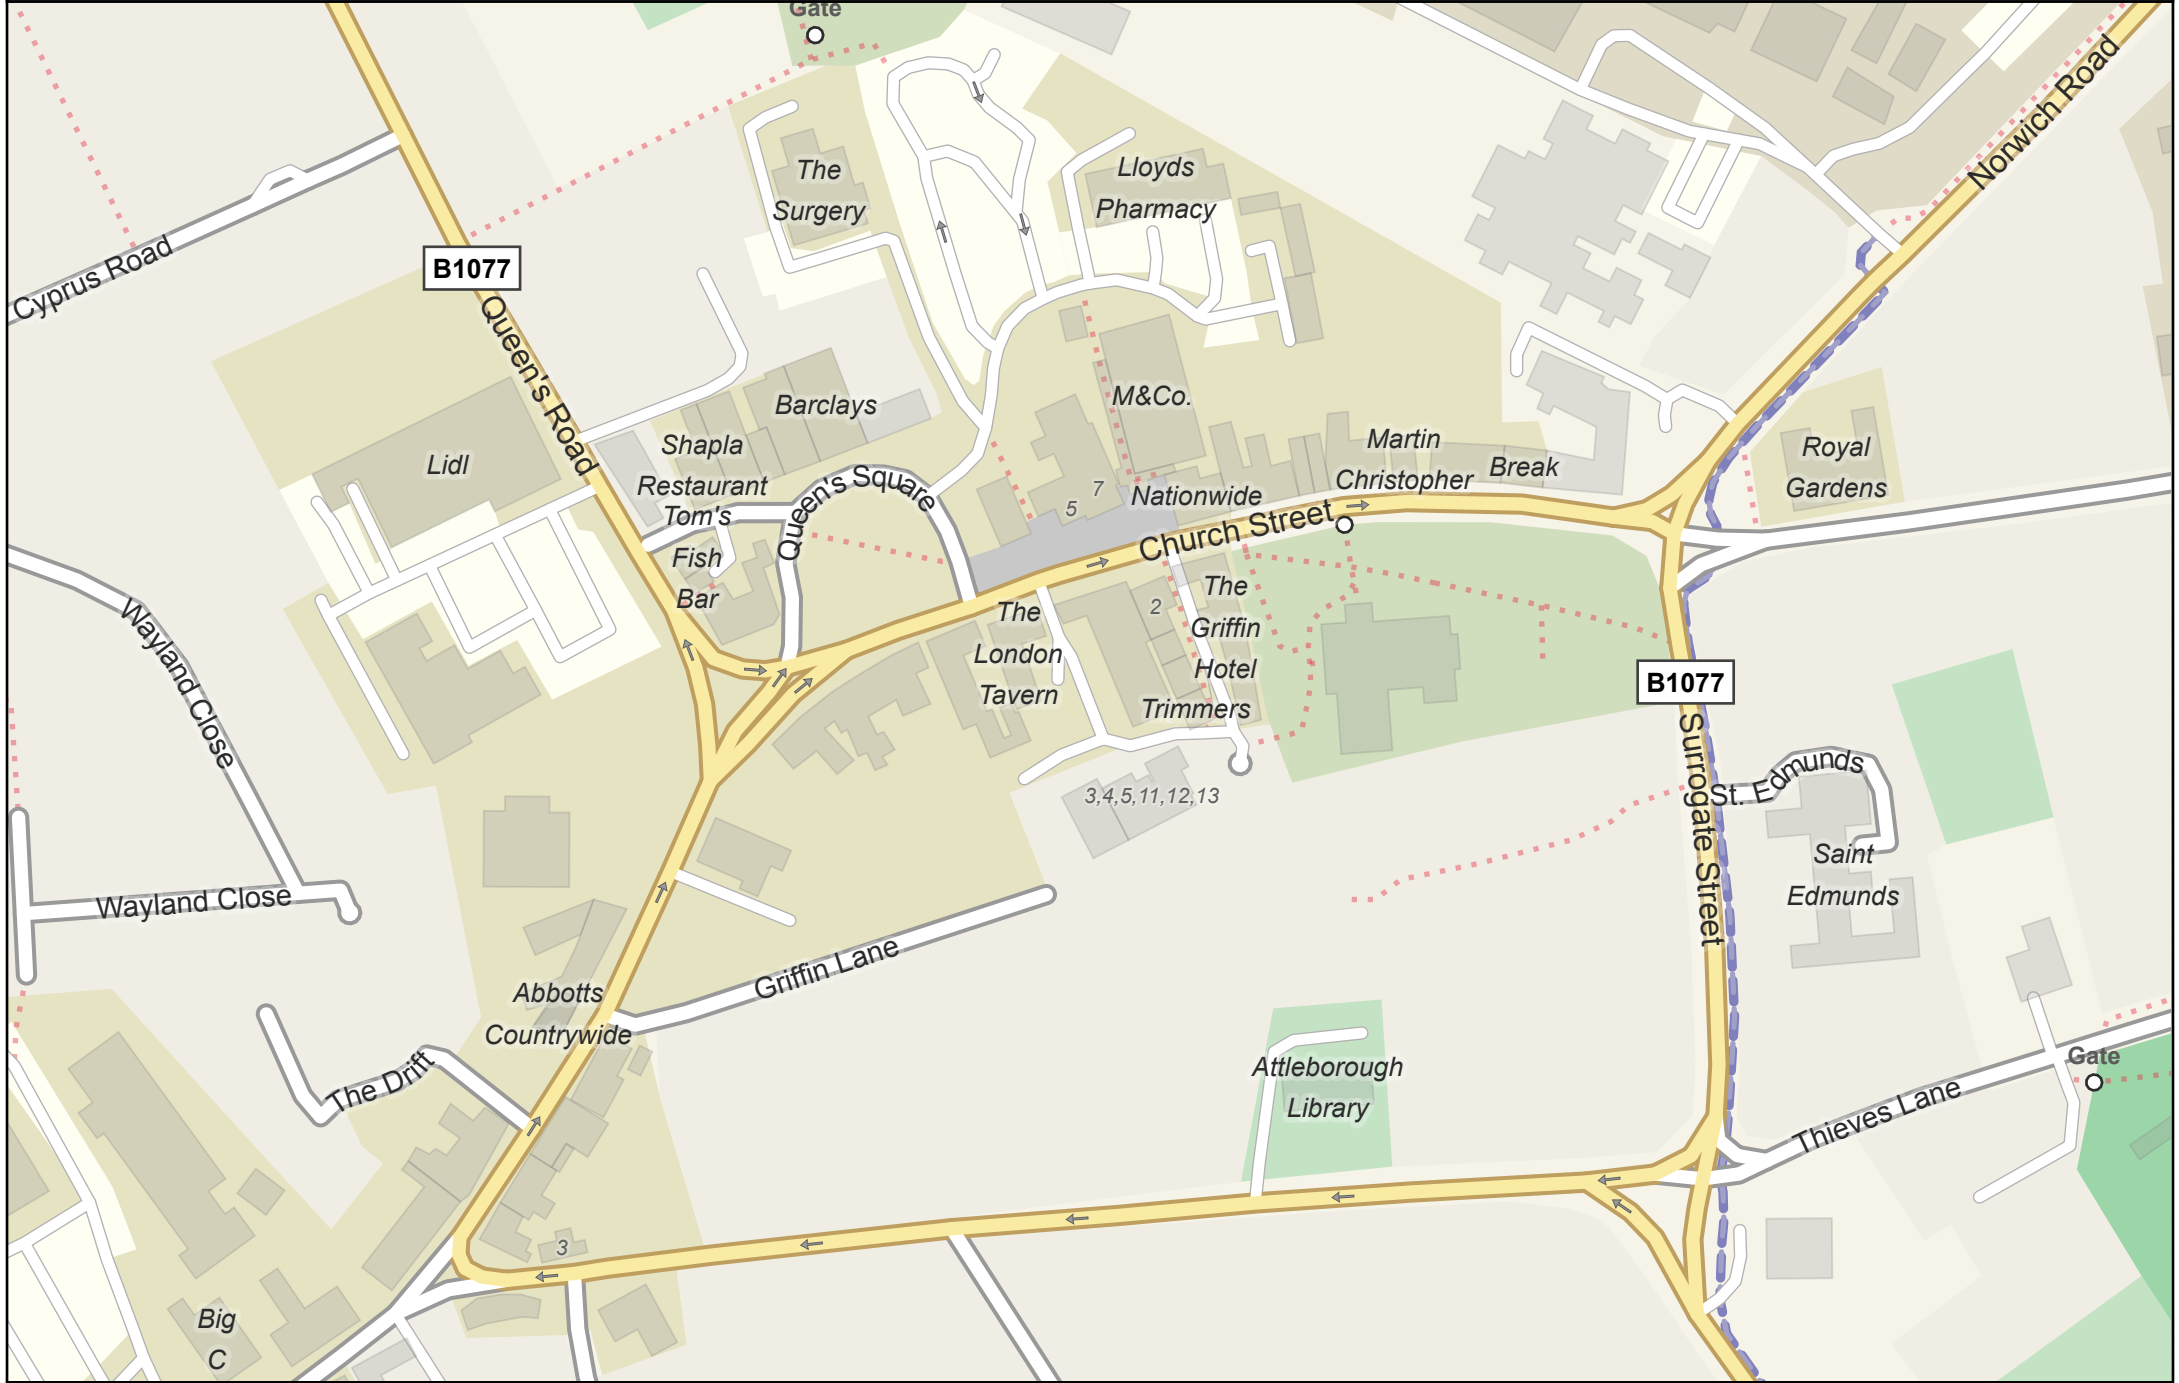 Gate
Norwich Road
The
Surgery
Lloyds
Pharmacy
Cyprus Road
B1077
Queen's Road
Barclays
M&Co.
Shapla
Restaurant
Lidl
Martin
Christopher
Break
Royal
Gardens
Queen's Square
7
5
Nationwide
Church Street
Tom's
Fish
Bar
The
London
Tavern
2
The
Griffin
Hotel
Trimmers
Wayland Close
B1077
Surrogate Street
St. Edmunds
3,4,5,11,12,13
Saint
Edmunds
Wayland Close
Griffin Lane
Abbotts
Countrywide
The Drift
Attleborough
Library
Gate
Thieves Lane
3
Big
C